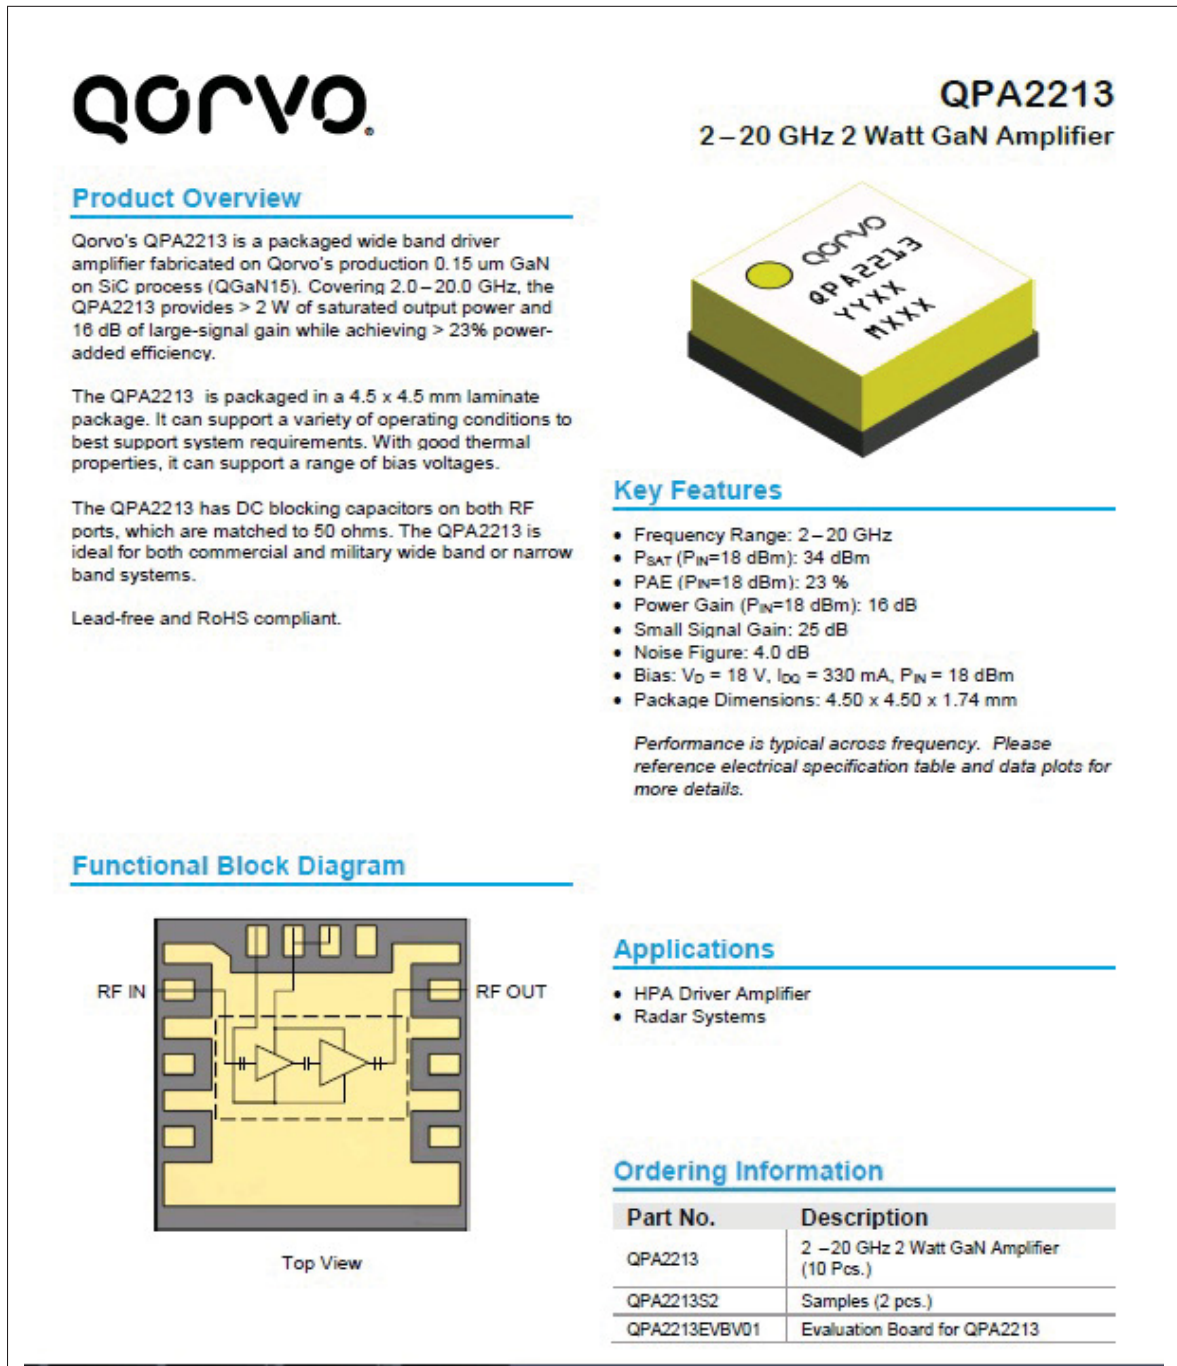 QORVO®
QPA2213
2–20 GHz 2 Watt GaN Amplifier
Product Overview
Qorvo's QPA2213 is a packaged wide band driver
amplifier fabricated on Qorvo's production 0.15 um GaN
on SiC process (QGaN15). Covering 2.0–20.0 GHz, the
QPA2213 provides > 2 W of saturated output power and
16 dB of large-signal gain while achieving > 23% power-
added efficiency.
The QPA2213 is packaged in a 4.5 x 4.5 mm laminate
package. It can support a variety of operating conditions to
best support system requirements. With good thermal
properties, it can support a range of bias voltages.
The QPA2213 has DC blocking capacitors on both RF
ports, which are matched to 50 ohms. The QPA2213 is
ideal for both commercial and military wide band or narrow
band systems.
Lead-free and RoHS compliant.
QORVO
QPA2213
YYXX
MXXX
Key Features
• Frequency Range: 2–20 GHz
• PSAT (PIN=18 dBm): 34 dBm
• PAE (PIN=18 dBm): 23 %
• Power Gain (PIN=18 dBm): 16 dB
• Small Signal Gain: 25 dB
• Noise Figure: 4.0 dB
• Bias: VD = 18 V, IDQ = 330 mA, PIN = 18 dBm
• Package Dimensions: 4.50 x 4.50 x 1.74 mm
Performance is typical across frequency. Please
reference electrical specification table and data plots for
more details.
Functional Block Diagram
RF IN
RF OUT
Top View
Applications
• HPA Driver Amplifier
• Radar Systems
Ordering Information
Part No. Description
QPA2213 2 –20 GHz 2 Watt GaN Amplifier
(10 Pcs.)
QPA2213S2 Samples (2 pcs.)
QPA2213EVBV01 Evaluation Board for QPA2213